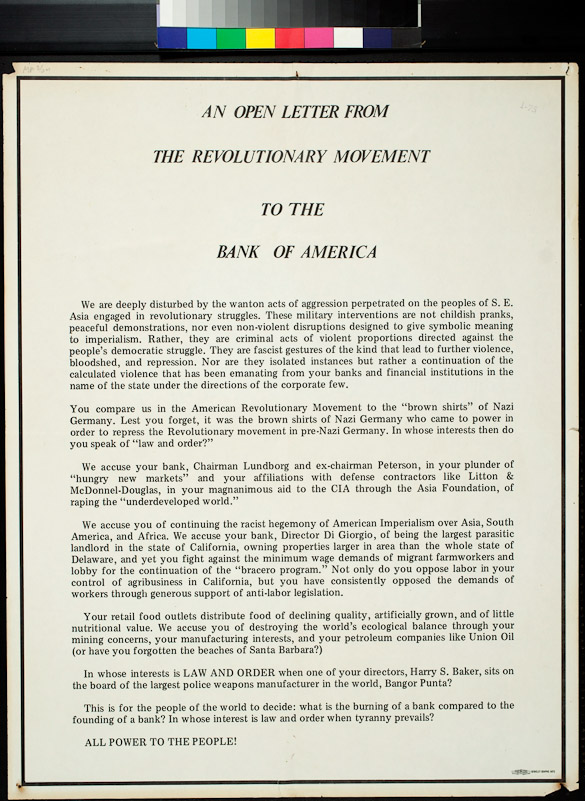 AN OPEN LETTER FROM
THE REVOLUTIONARY MOVEMENT
TO THE
BANK OF AMERICA
We are deeply disturbed by the wanton acts of aggression perpetrated on the peoples of S. E.
Asia engaged in revolutionary struggles. These military interventions are not childish pranks,
peaceful demonstrations, nor even non-violent disruptions designed to give symbolic meaning
to imperialism. Rather, they are criminal acts of violent proportions directed against the
people's democratic struggle. They are fascist gestures of the kind that lead to further violence,
bloodshed, and repression. Nor are they isolated instances but rather a continuation of the
calculated violence that has been emanating from your banks and financial institutions in the
name of the state under the directions of the corporate few.
You compare us in the American Revolutionary Movement to the "brown shirts" of Nazi
Germany. Lest you forget, it was the brown shirts of Nazi Germany who came to power in
order to repress the Revolutionary movement in pre-Nazi Germany. In whose interests then do
you speak of "law and order?"
We accuse your bank, Chairman Lundborg and ex-chairman Peterson, in your plunder of
"hungry new markets" and your affiliations with defense contractors like Litton &
McDonnel-Douglas, in your magnanimous aid to the CIA through the Asia Foundation, of
raping the "underdeveloped world."
We accuse you of continuing the racist hegemony of American Imperialism over Asia, South
America, and Africa. We accuse your bank, Director Di Giorgio, of being the largest parasitic
landlord in the state of California, owning properties larger in area than the whole state of
Delaware, and yet you fight against the minimum wage demands of migrant farmworkers and
lobby for the continuation of the "bracero program." Not only do you oppose labor in your
control of agribusiness in California, but you have consistently opposed the demands of
workers through generous support of anti-labor legislation.
Your retail food outlets distribute food of declining quality, artificially grown, and of little
nutritional value. We accuse you of destroying the world's ecological balance through your
mining concerns, your manufacturing interests, and your petroleum companies like Union Oil
(or have you forgotten the beaches of Santa Barbara?)
In whose interests is LAW AND ORDER when one of your directors, Harry S. Baker, sits on
the board of the largest police weapons manufacturer in the world, Bangor Punta?
This is for the people of the world to decide: what is the burning of a bank compared to the
founding of a bank? In whose interest is law and order when tyranny prevails?
ALL POWER TO THE PEOPLE!